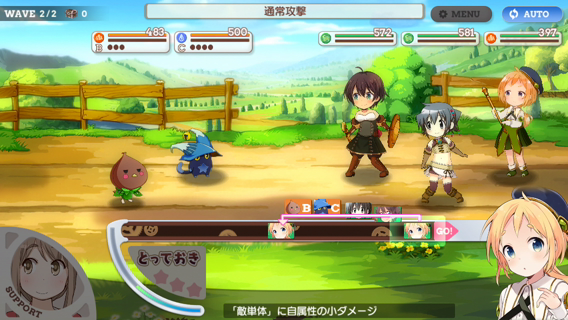 WAVE 2/2 0
通常攻撃
MENU
AUTO
483
B
500
C
572
581
397
B C
GO!
とっておき
SUPPORT
「敵単体」に自属性の小ダメージ